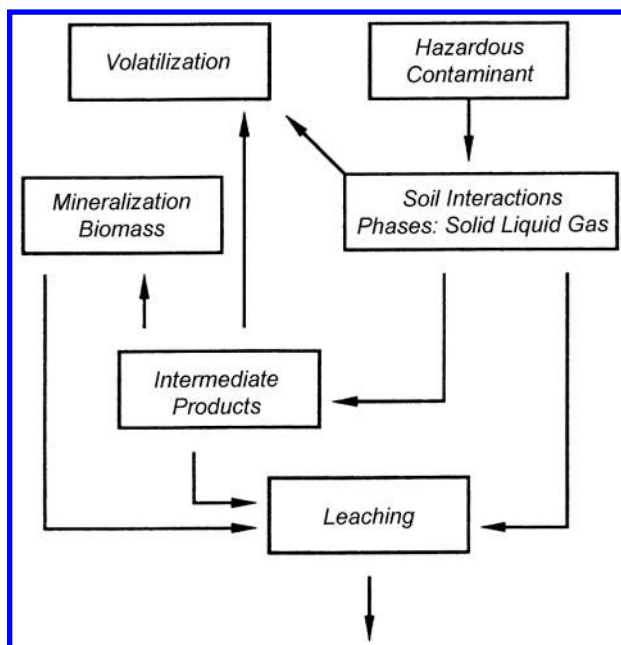 Volatilization
Hazardous
Contaminant
Mineralization
Biomass
Soil Interactions
Phases: Solid Liquid Gas
Intermediate
Products
Leaching